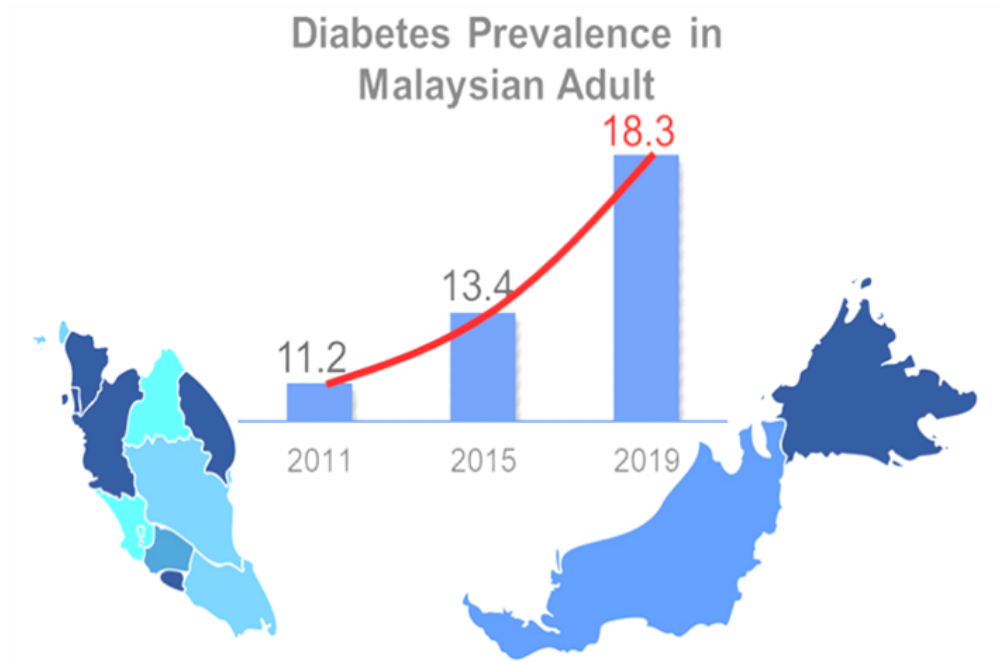 Diabetes Prevalence in
Malaysian Adult
18.3
13.4
11.2
2011 2015 2019